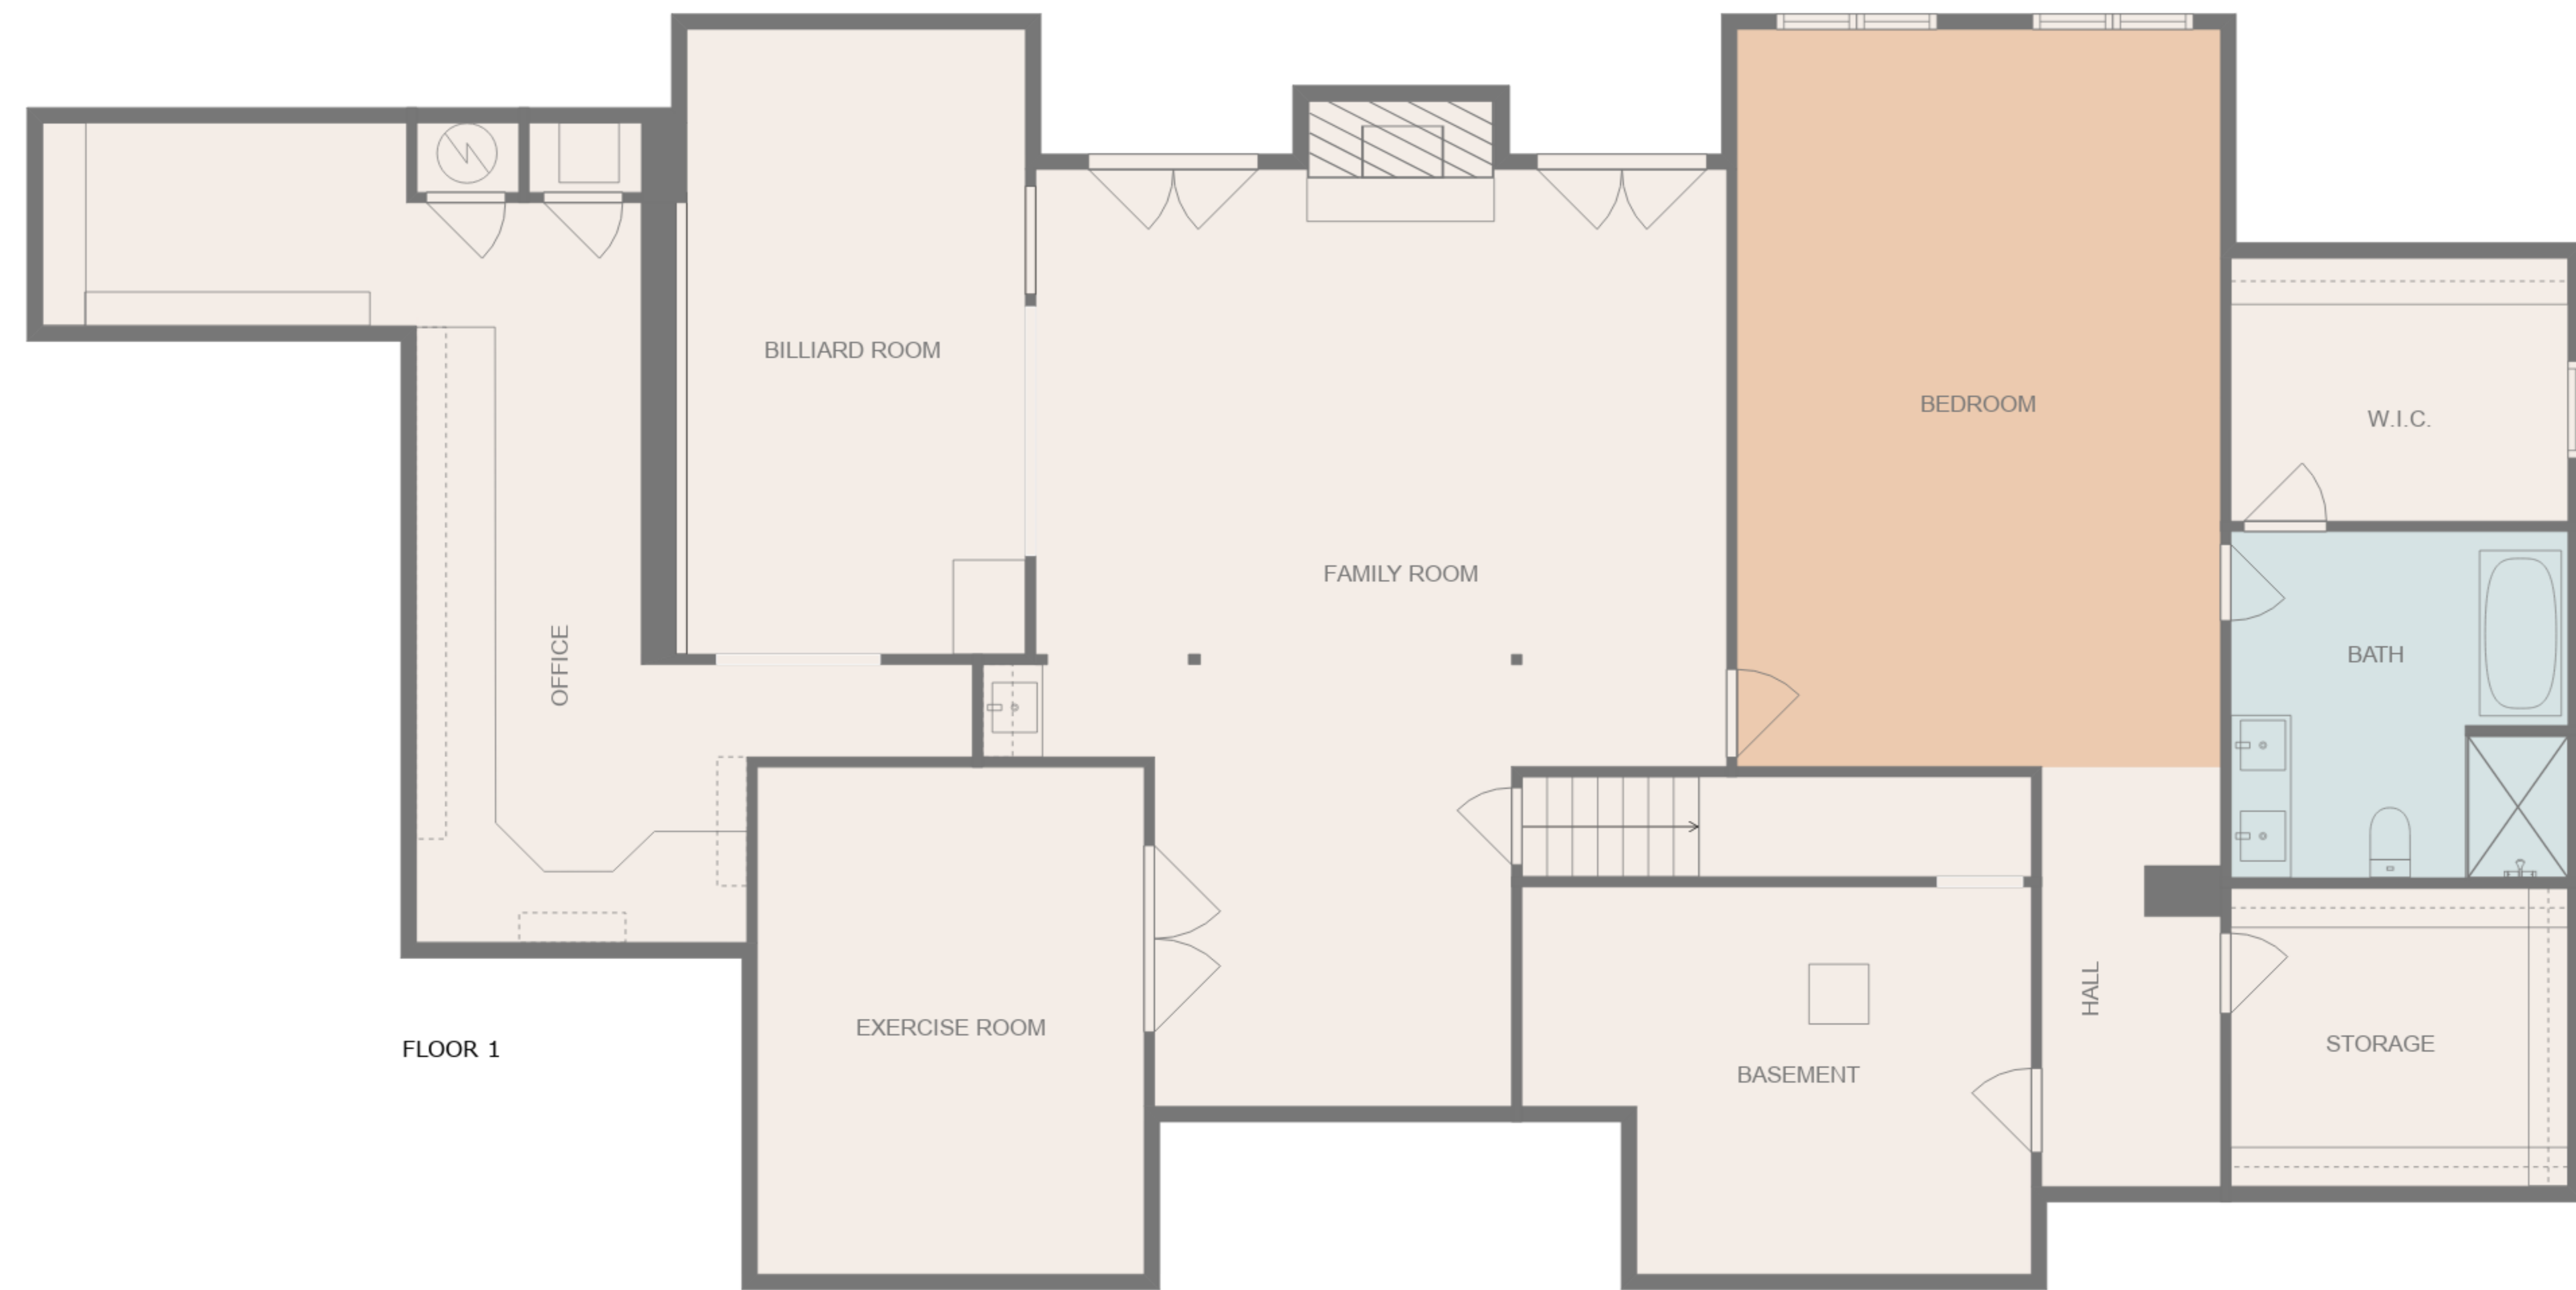 BILLIARD ROOM
BEDROOM
W.I.C.
FAMILY ROOM
OFFICE
BATH
HALL
EXERCISE ROOM
STORAGE
FLOOR 1
BASEMENT